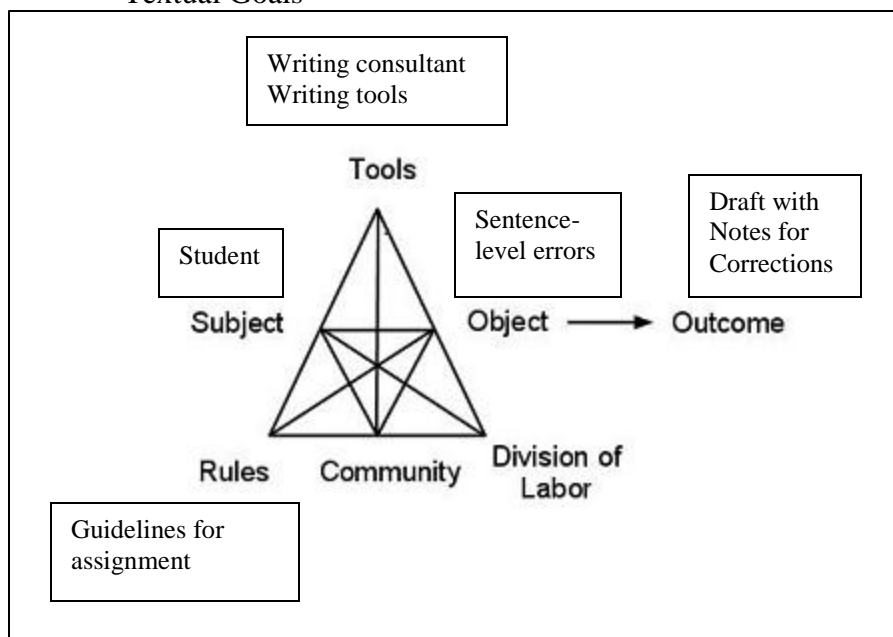 Textual Goals
Writing consultant
Writing tools
Tools
Student
Sentence-
level errors
Draft with
Notes for
Corrections
Subject
Object
Outcome
Rules
Community
Division of
Labor
Guidelines for
assignment